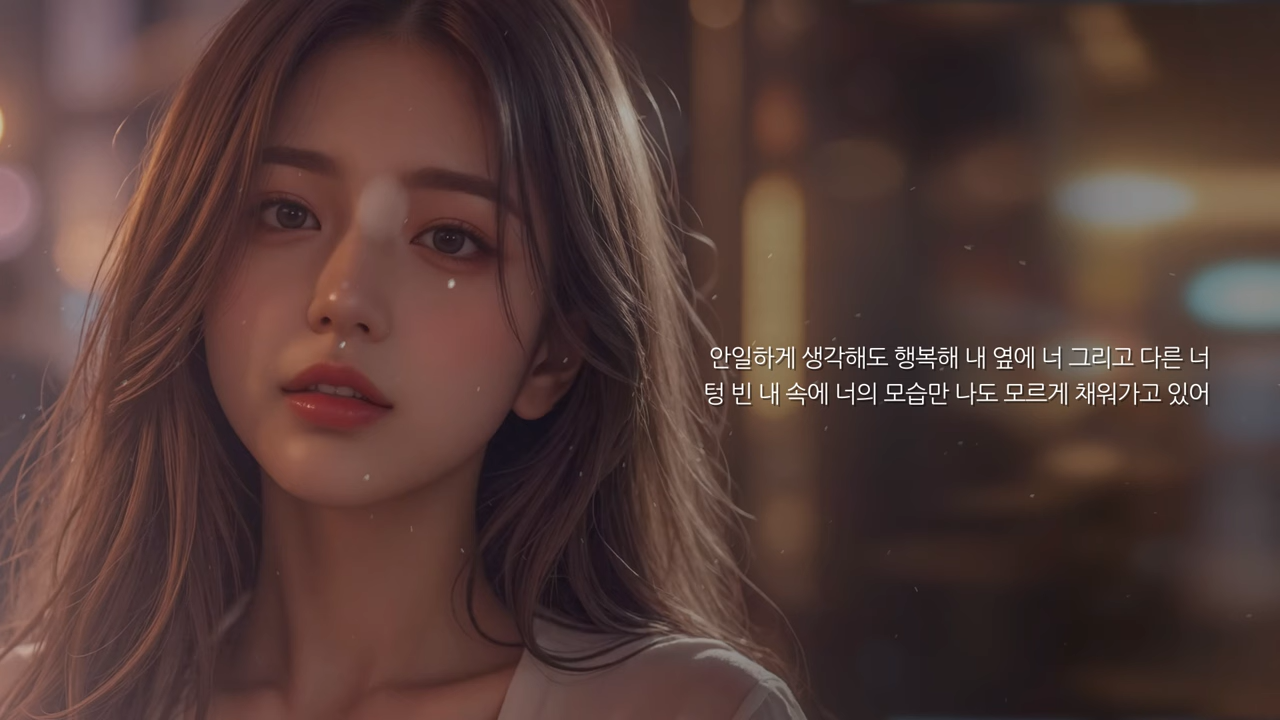 안일하게 생각해도 행복해 내 옆에 너 그리고 다른 너
텅 빈 내 속에 너의 모습만 나도 모르게 채워가고 있어